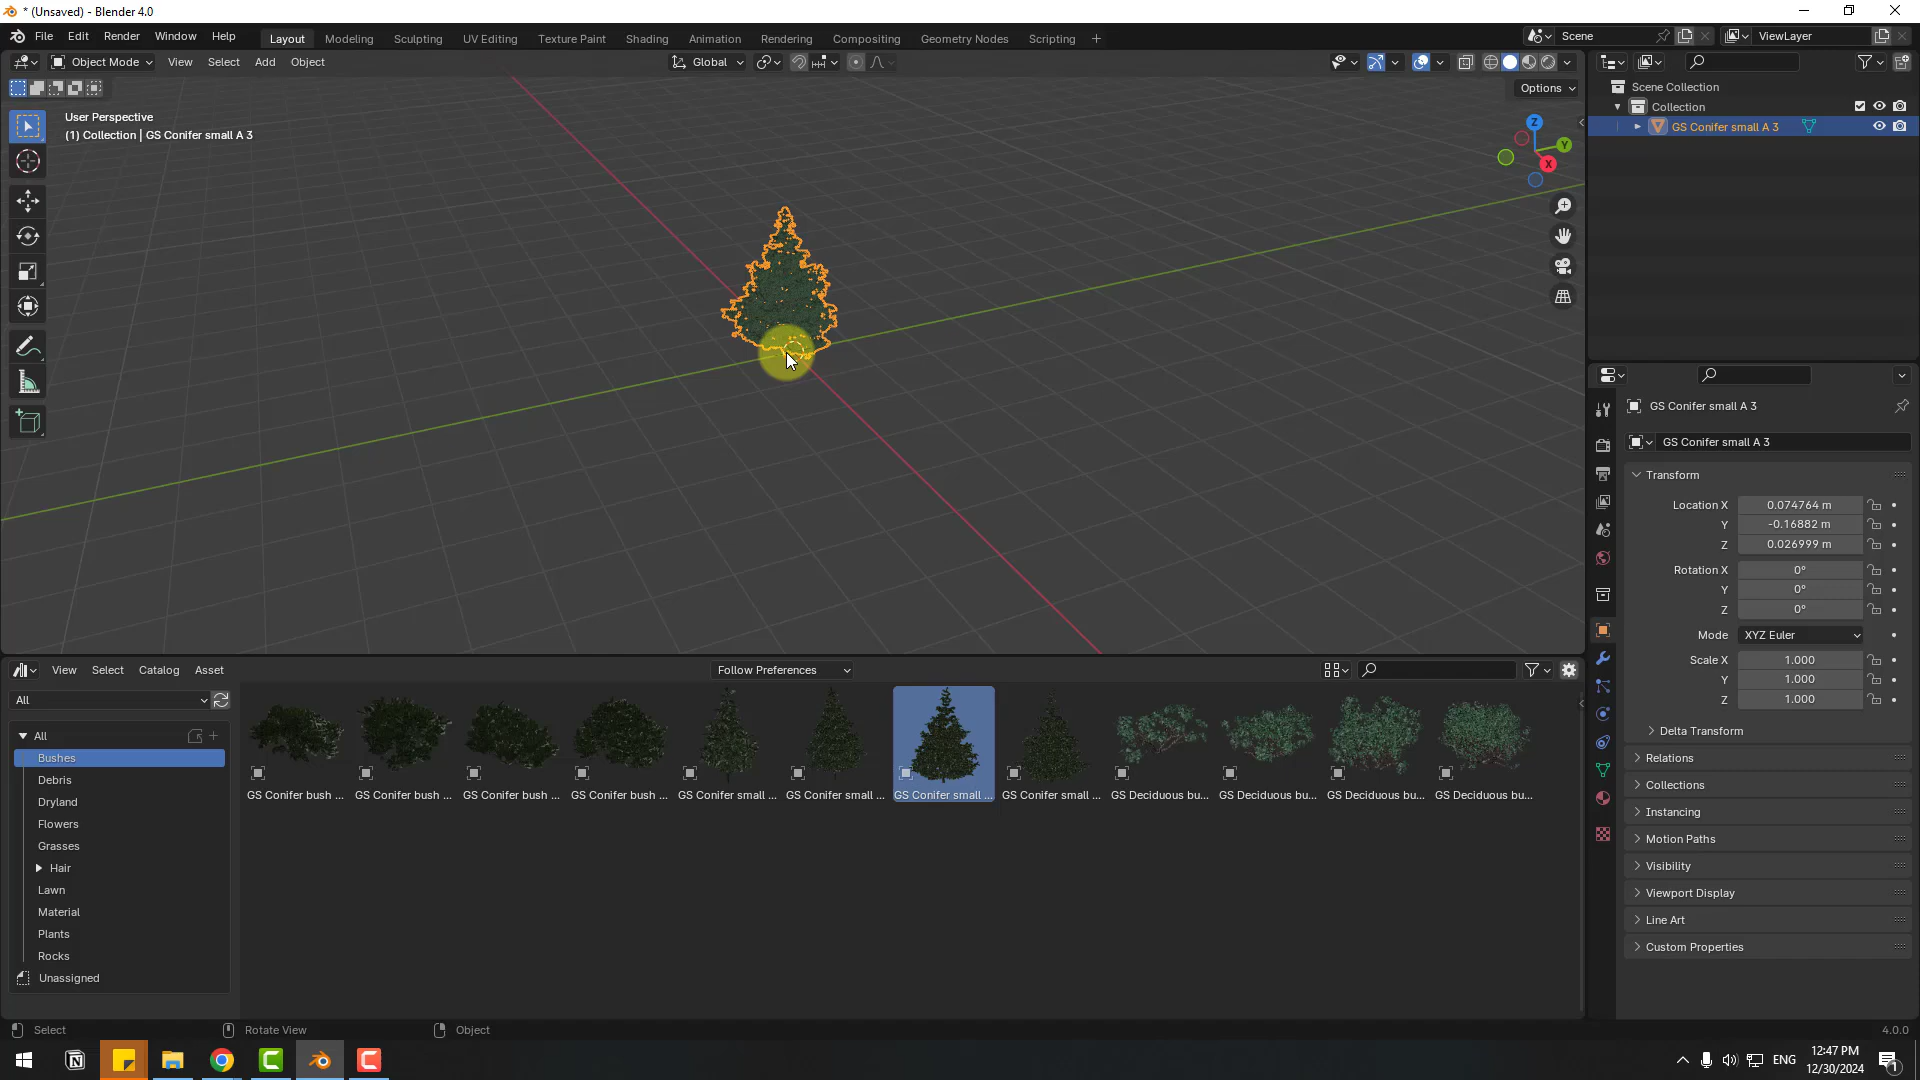 * (Unsaved) - Blender 4.0
File Edit Render Window Help
Layout Modeling Sculpting UV Editing Texture Paint Shading Animation Rendering Compositing Geometry Nodes Scripting +
Scene
ViewLayer
Object Mode View Select Add Object
Global
Options
User Perspective
(1) Collection | GS Conifer small A 3
Z
Y
X
Scene Collection
Collection
GS Conifer small A 3
GS Conifer small A 3
GS Conifer small A 3
Transform
Location X 0.074764 m
Y -0.16882 m
Z 0.026999 m
Rotation X 0°
Y 0°
Z 0°
Mode XYZ Euler
Scale X 1.000
Y 1.000
Z 1.000
Delta Transform
Relations
Collections
Instancing
Motion Paths
Visibility
Viewport Display
Line Art
Custom Properties
View Select Catalog Asset
Follow Preferences
All
All
Bushes
Debris
Dryland
Flowers
Grasses
Hair
Lawn
Material
Plants
Rocks
Unassigned
GS Conifer bush ... GS Conifer bush ... GS Conifer bush ... GS Conifer bush ... GS Conifer small ... GS Conifer small ... GS Conifer small ... GS Conifer small ... GS Deciduous bu... GS Deciduous bu... GS Deciduous bu... GS Deciduous bu...
Select Rotate View Object
4.0.0
ENG
12:47 PM
12/30/2024
1